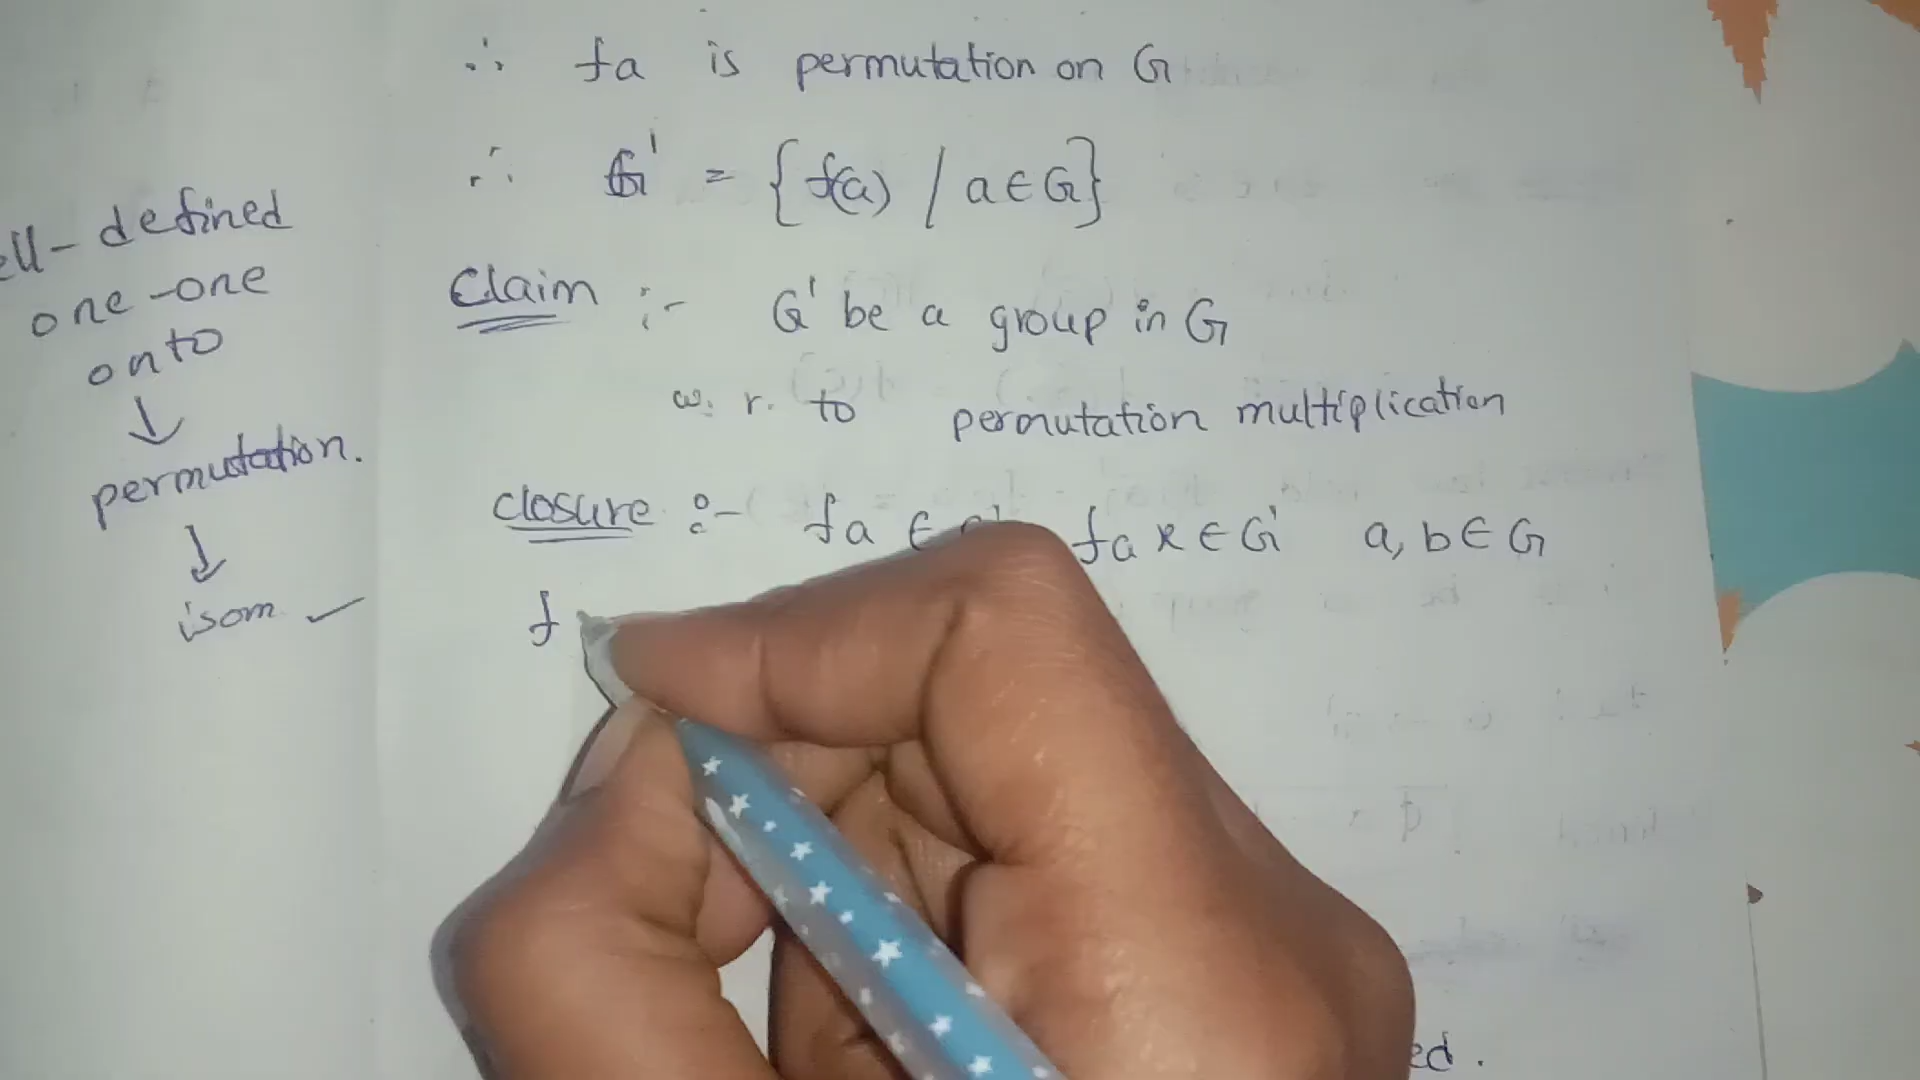 ∴ fa is permutation on G
∴ G' = {f(a) / a ∈ G}
Claim :- G' be a group in G
w. r. to permutation multiplication
closure :- fa ∈ fa x ∈ G' a, b ∈ G
f
ell-defined
one-one
onto
↓
permutation.
↓
isom ✓
ed.